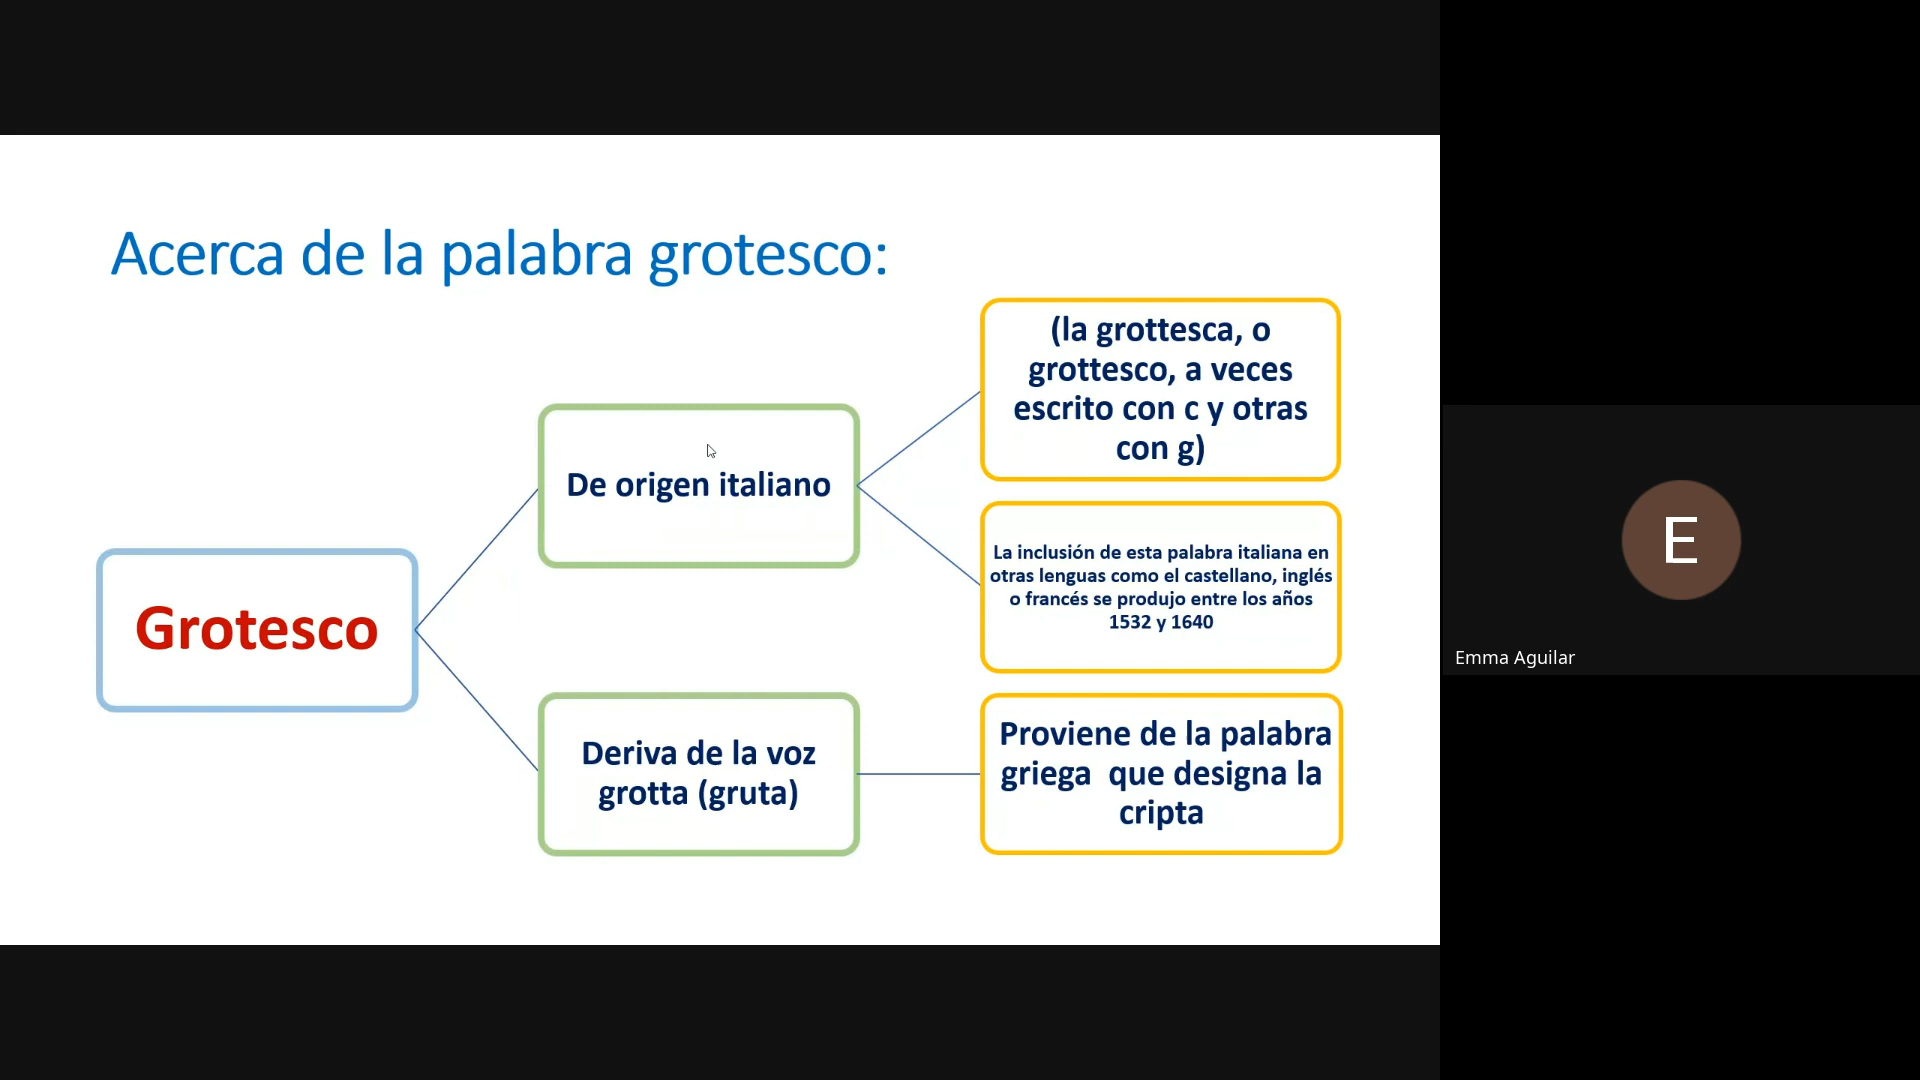 Acerca de la palabra grotesco:
Grotesco
De origen italiano
(la grottesca, o
grottesco, a veces
escrito con c y otras
con g)
La inclusión de esta palabra italiana en
otras lenguas como el castellano, inglés
o francés se produjo entre los años
1532 y 1640
Deriva de la voz
grotta (gruta)
Proviene de la palabra
griega que designa la
cripta
E
Emma Aguilar